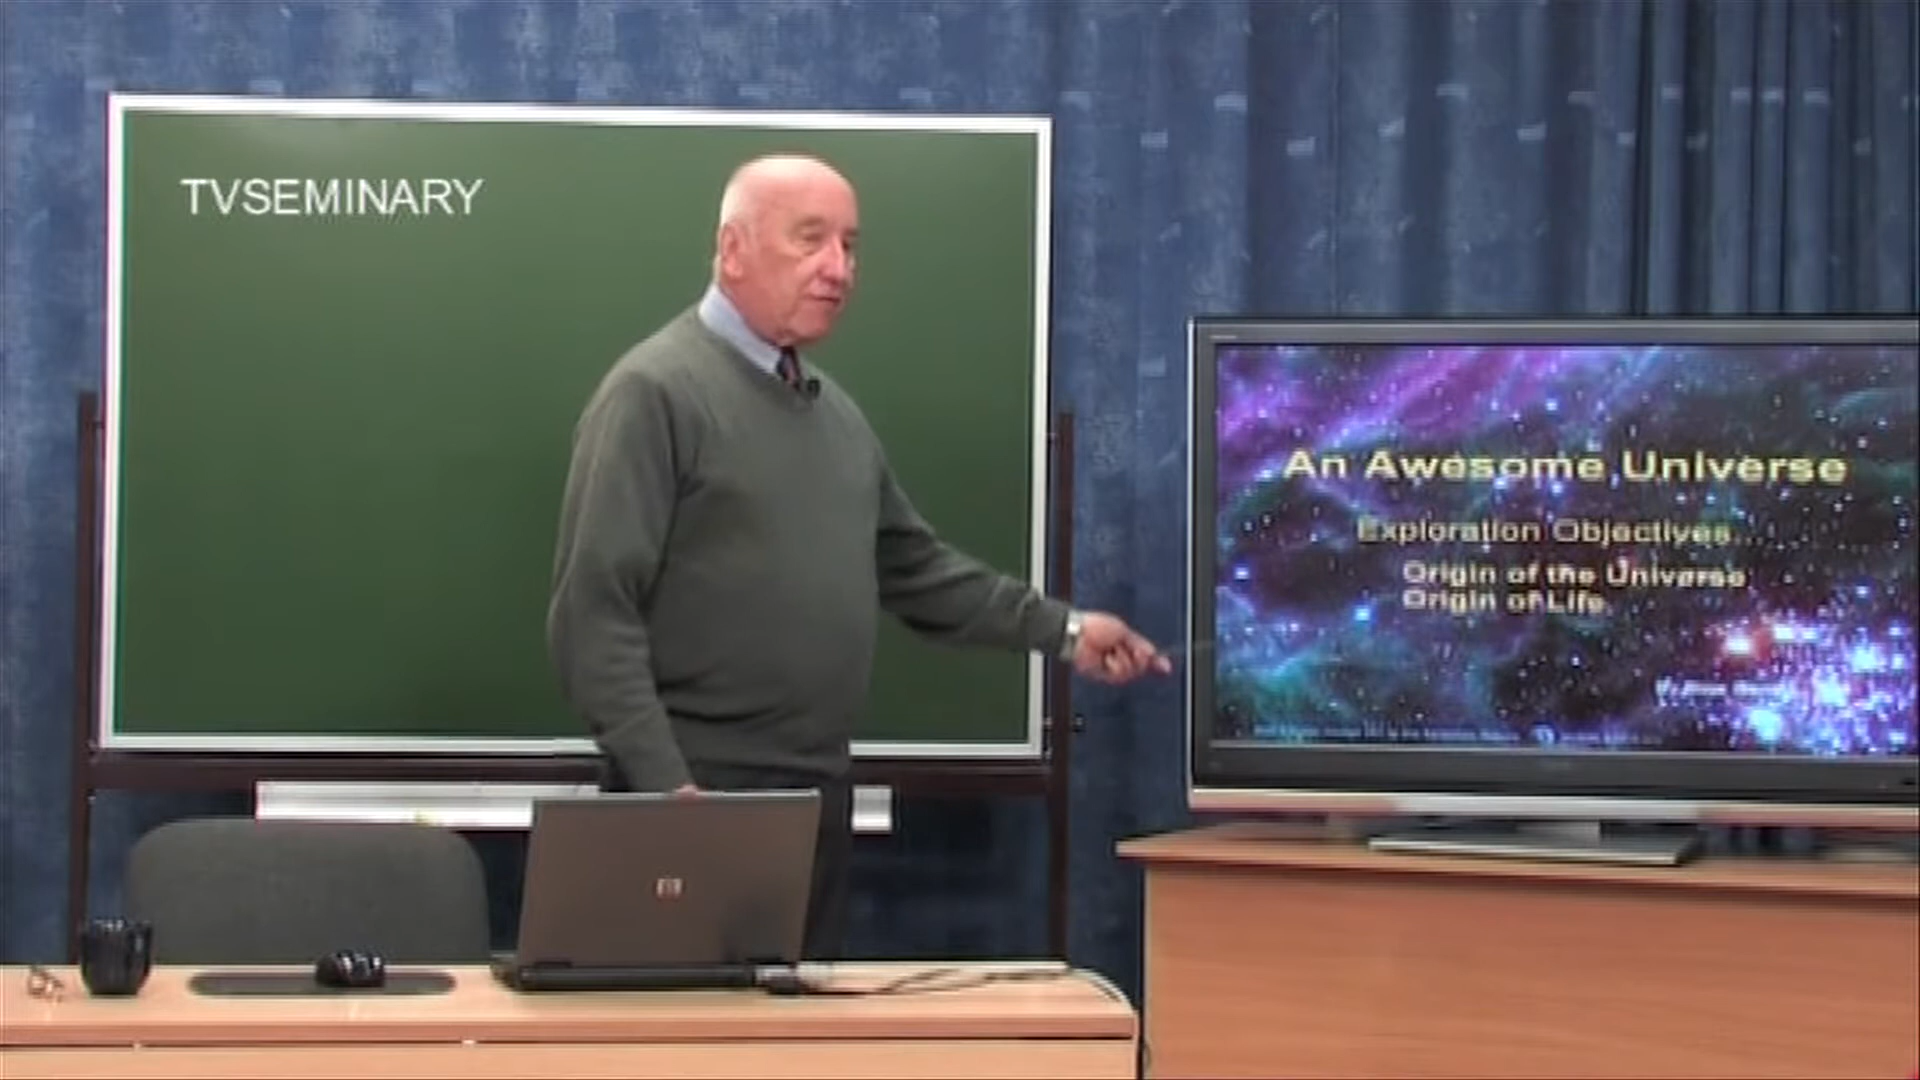 TVSEMINARY
An Awesome Universe
Exploration Objectives...
Origin of the Universe
Origin of Life